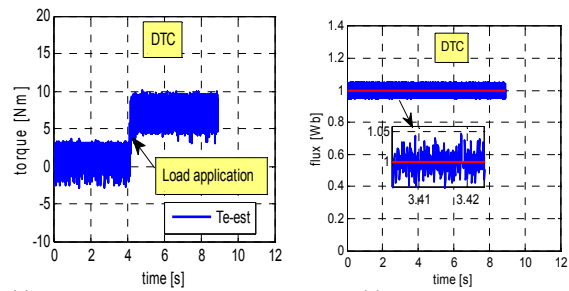 20
15
10
5
0
-5
-10
torque [Nm]
DTC
Load application
Te-est
0 2 4 6 8 10 12
time [s]
1.4
1.2
1
0.8
0.6
0.4
0.2
0
flux [Wb]
DTC
1.05
1
3.41 3.42
0 2 4 6 8 10 12
time [s]